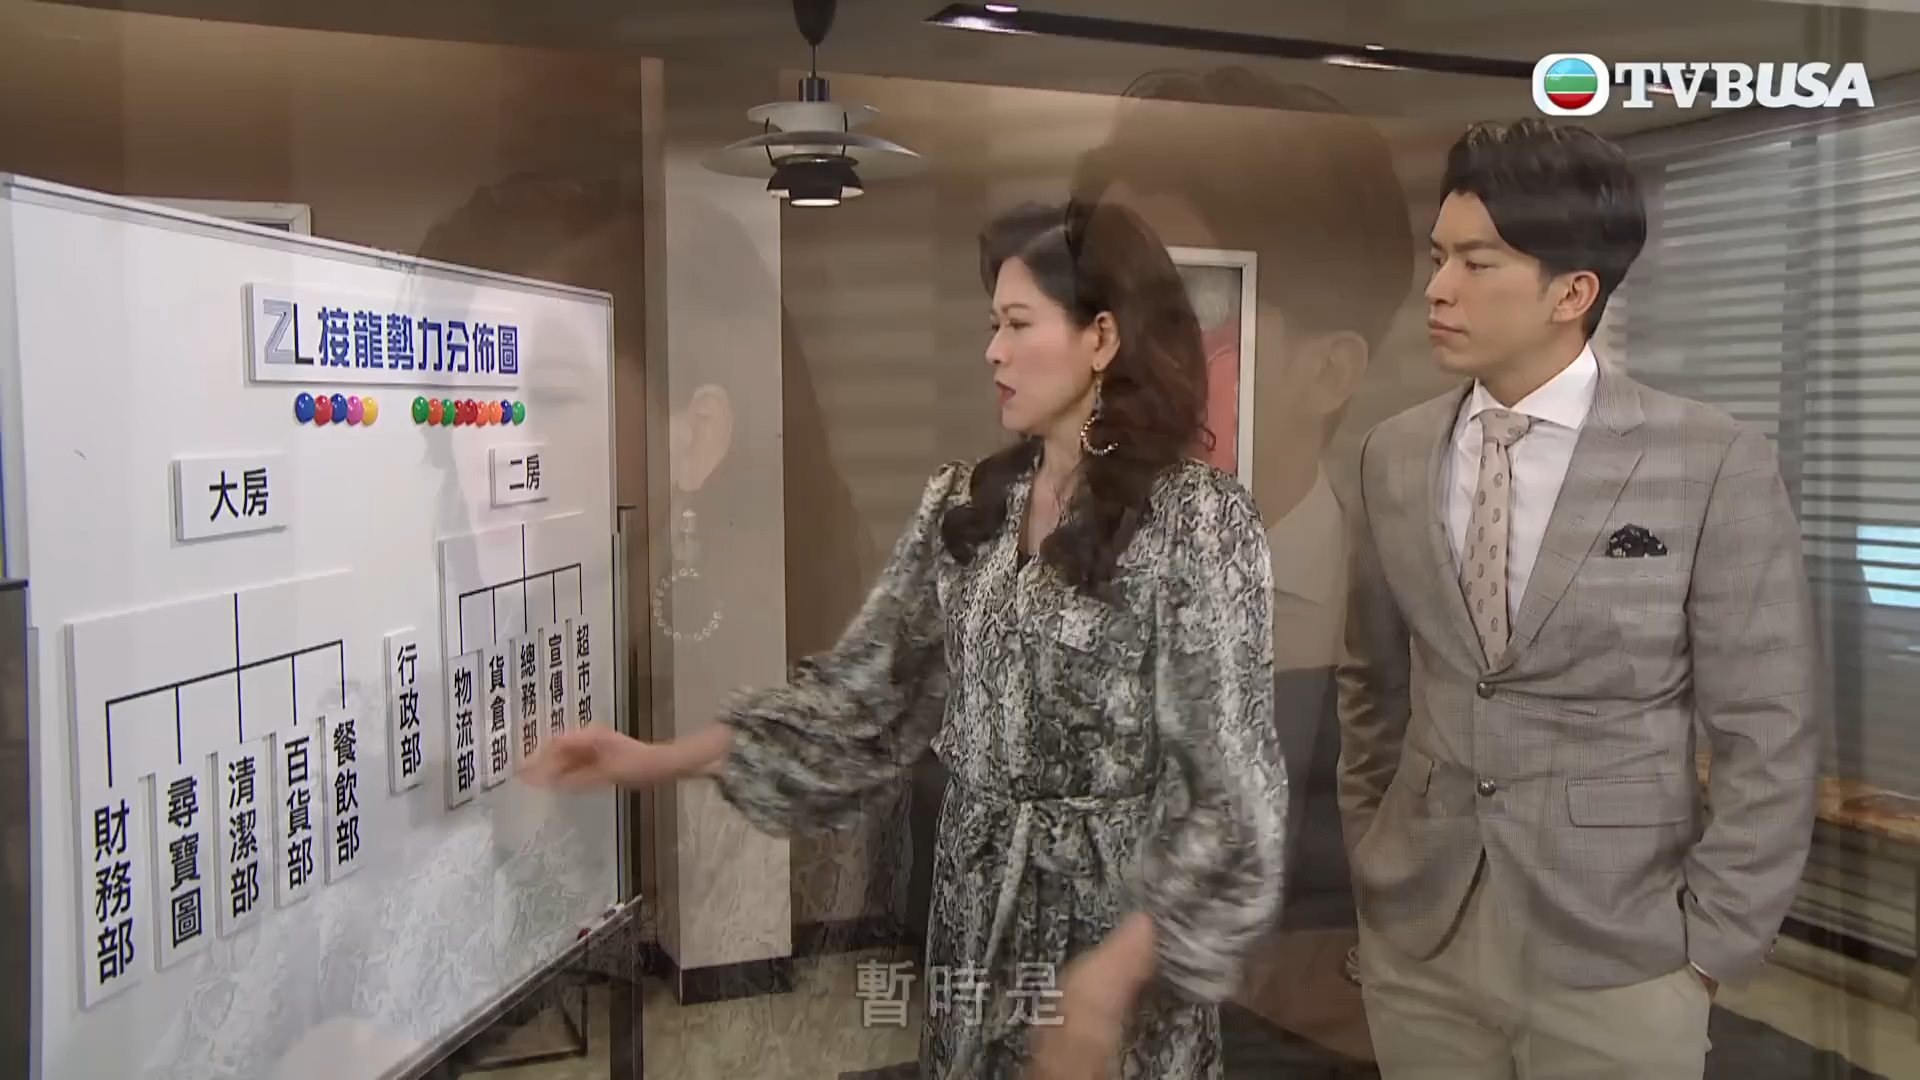 TVBUSA
ZL接龍勢力分佈圖
大房
二房
財務部
尋寶圖
清潔部
百貨部
餐飲部
行政部
物流部
貨倉部
總務部
宣傳部
超市部
暫時是